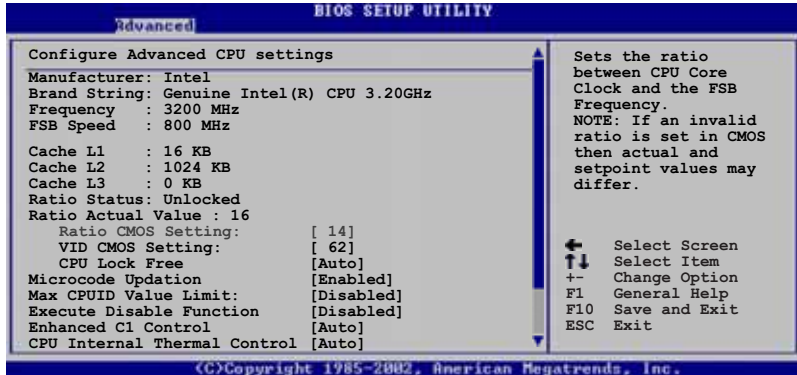 BIOS SETUP UTILITY
Advanced
Configure Advanced CPU settings
Manufacturer: Intel
Brand String: Genuine Intel(R) CPU 3.20GHz
Frequency : 3200 MHz
FSB Speed : 800 MHz
Cache L1 : 16 KB
Cache L2 : 1024 KB
Cache L3 : 0 KB
Ratio Status: Unlocked
Ratio Actual Value : 16
Ratio CMOS Setting: [ 14]
VID CMOS Setting: [ 62]
CPU Lock Free [Auto]
Microcode Updation [Enabled]
Max CPUID Value Limit: [Disabled]
Execute Disable Function [Disabled]
Enhanced C1 Control [Auto]
CPU Internal Thermal Control [Auto]
Sets the ratio
between CPU Core
Clock and the FSB
Frequency.
NOTE: If an invalid
ratio is set in CMOS
then actual and
setpoint values may
differ.
← Select Screen
↑↓ Select Item
+- Change Option
F1 General Help
F10 Save and Exit
ESC Exit
(C)Copyright 1985-2002, American Megatrends, Inc.